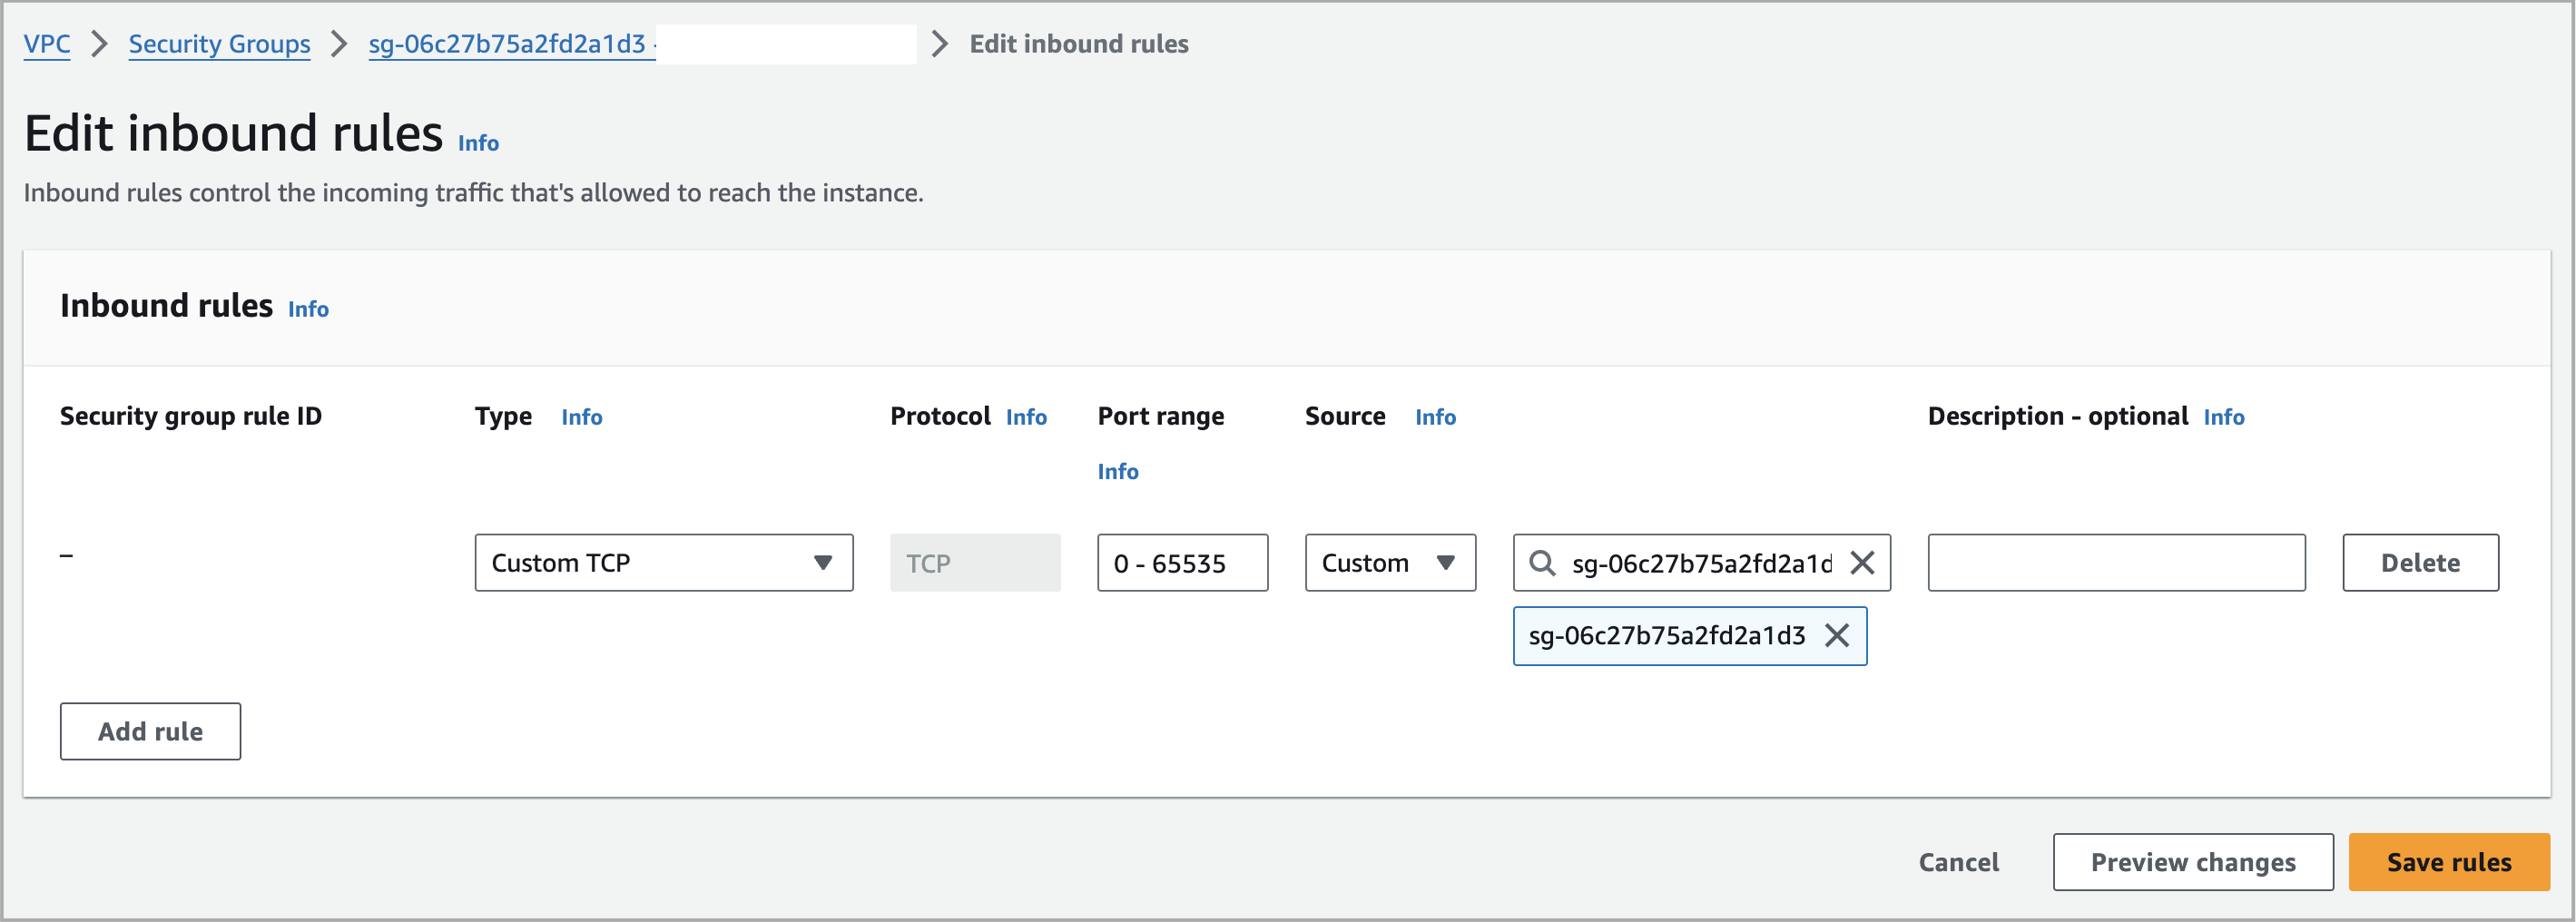 VPC > Security Groups > sg-06c27b75a2fd2a1d3 - > Edit inbound rules
Edit inbound rules Info
Inbound rules control the incoming traffic that's allowed to reach the instance.
Inbound rules Info
Security group rule ID Type Info Protocol Info Port range Info Source Info Description - optional Info
– Custom TCP TCP 0 - 65535 Custom sg-06c27b75a2fd2a1d Delete
sg-06c27b75a2fd2a1d3
Add rule
Cancel Preview changes Save rules